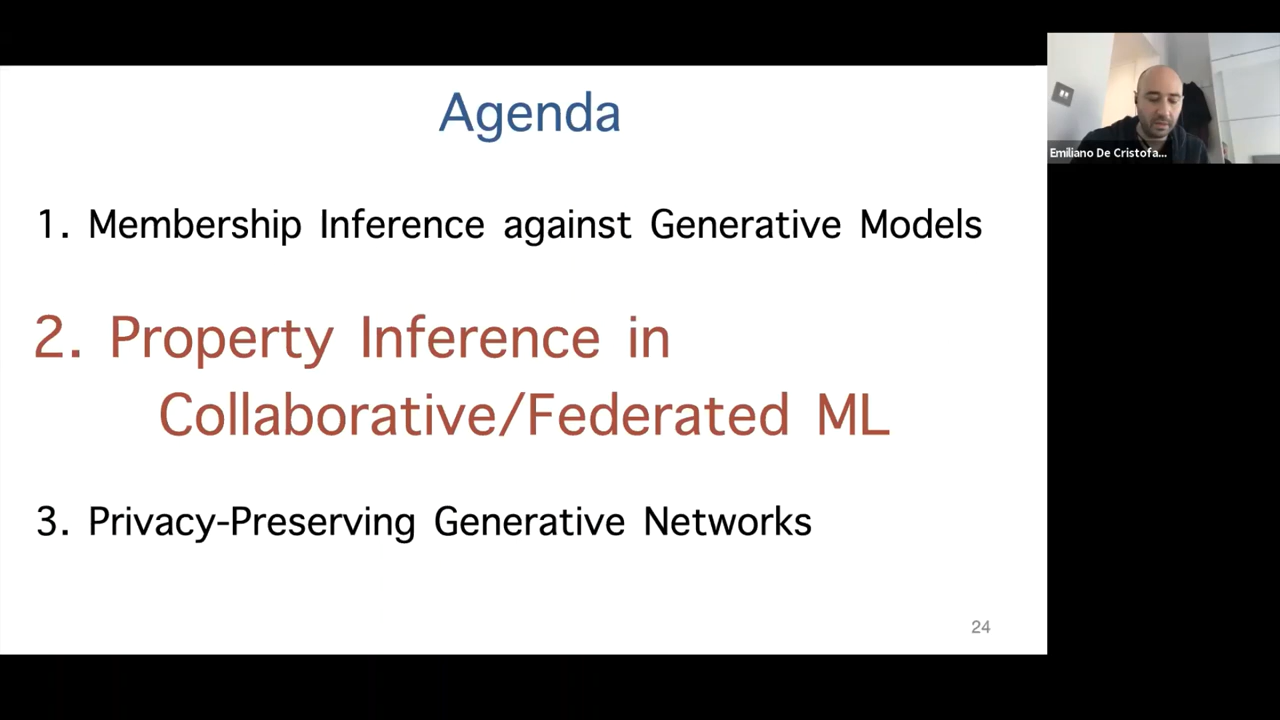 Agenda
1. Membership Inference against Generative Models
2. Property Inference in
Collaborative/Federated ML
3. Privacy-Preserving Generative Networks
24
Emiliano De Cristofa...